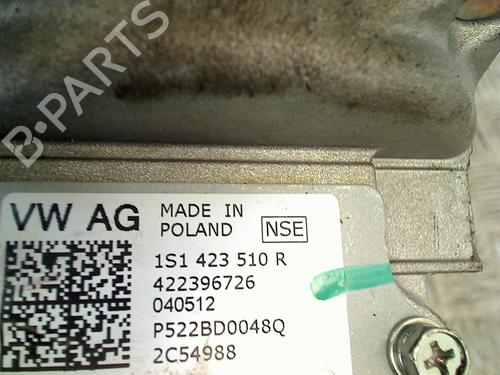 B-PARTS
VW AG
MADE IN
POLAND
NSE
1S1 423 510 R
422396726
040512
P522BD0048Q
2C54988